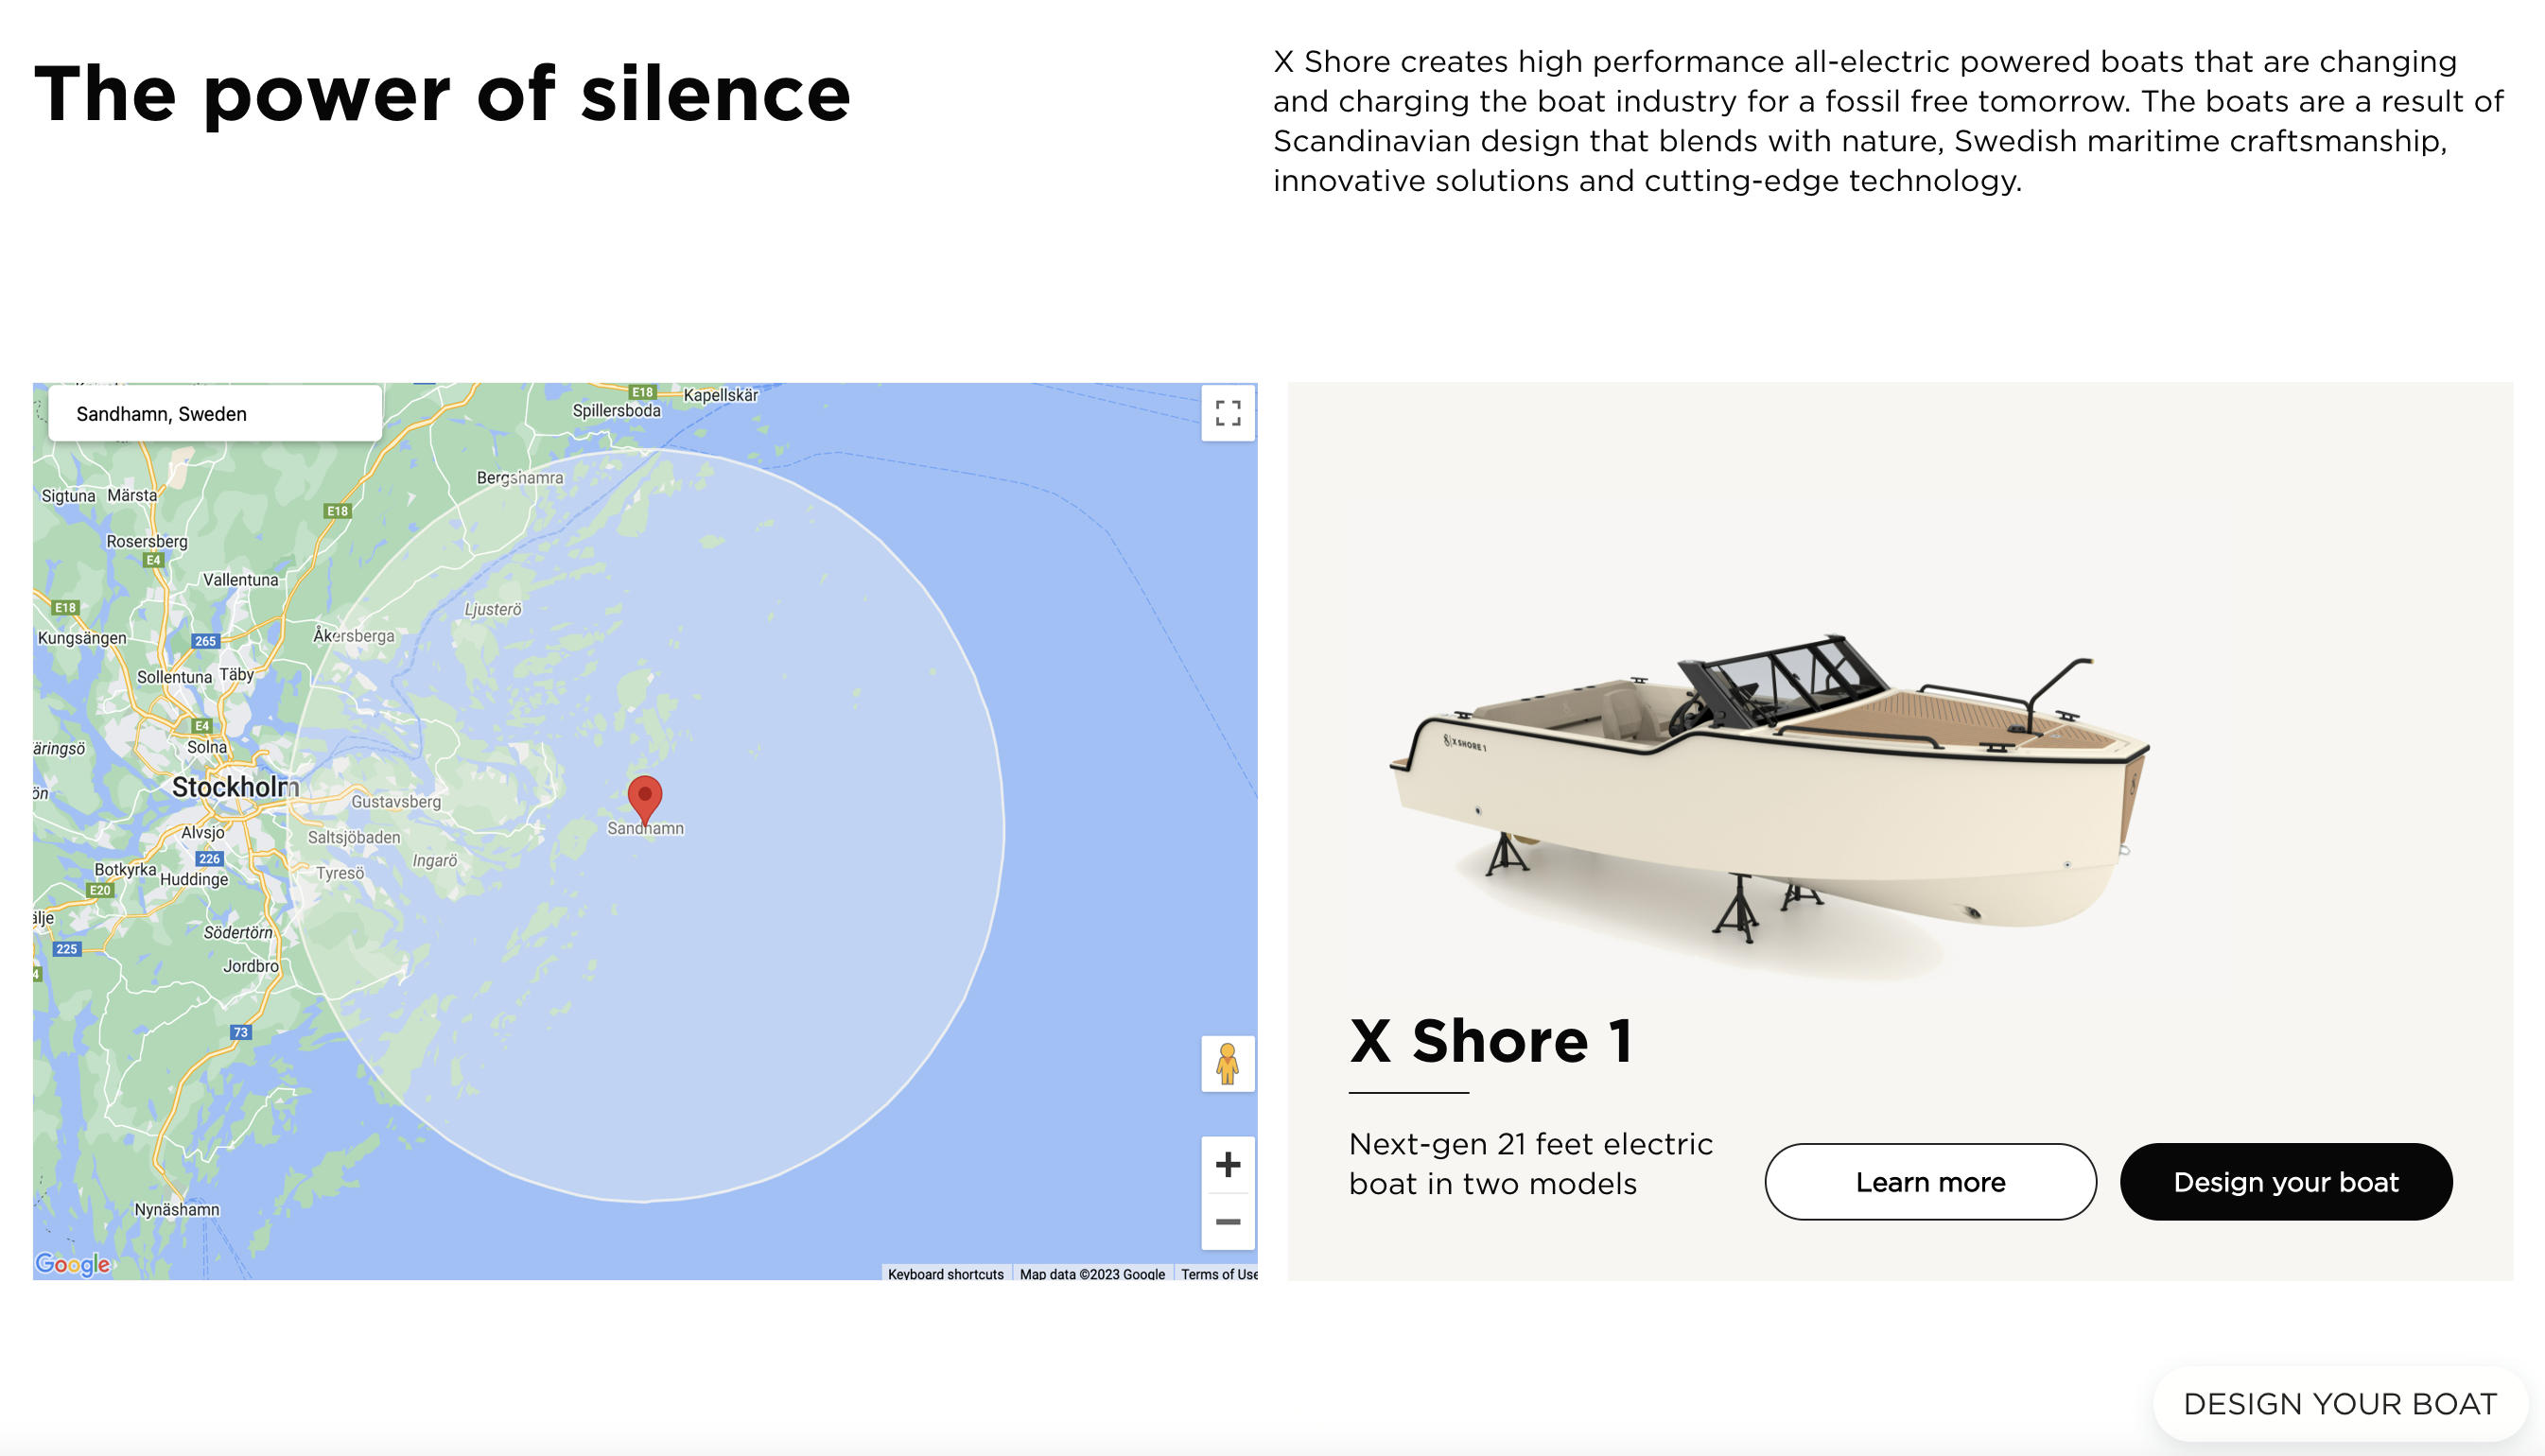 The power of silence
X Shore creates high performance all-electric powered boats that are changing
and charging the boat industry for a fossil free tomorrow. The boats are a result of
Scandinavian design that blends with nature, Swedish maritime craftsmanship,
innovative solutions and cutting-edge technology.
Sandhamn, Sweden
E18
Kapellskär
Spillersboda
Bergshamra
Sigtuna
Märsta
E18
Rosersberg
E4
Vallentuna
E18
Ljusterö
Kungsängen
265
Åkersberga
Sollentuna
Täby
E4
Solna
äringsö
Stockholm
ön
Gustavsberg
Sandhamn
Alvsjo
Saltsjöbaden
226
Ingarö
Botkyrka
Huddinge
Tyresö
E20
älje
Södertörn
225
Jordbro
4
73
Nynäshamn
Google
Keyboard shortcuts
Map data ©2023 Google
Terms of Use
X SHORE 1
X Shore 1
Next-gen 21 feet electric
boat in two models
Learn more
Design your boat
DESIGN YOUR BOAT